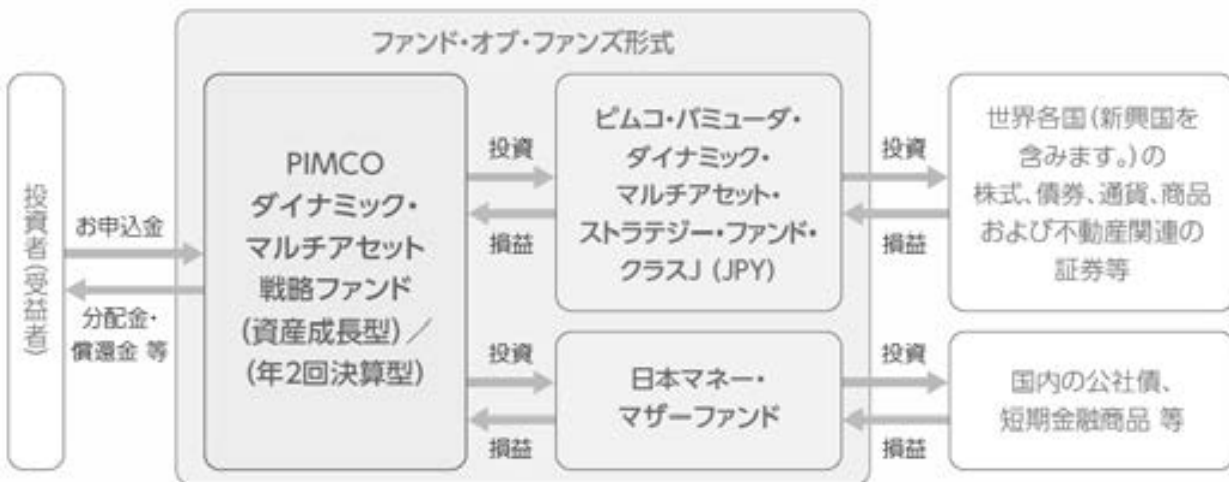 ファンド・オブ・ファンズ形式
投資者(受益者)
お申込金
分配金・
償還金 等
PIMCO
ダイナミック・
マルチアセット
戦略ファンド
(資産成長型)／
(年2回決算型)
投資
損益
ピムコ・バミューダ・
ダイナミック・
マルチアセット・
ストラテジー・ファンド・
クラスJ (JPY)
投資
損益
世界各国(新興国を
含みます。)の
株式、債券、通貨、商品
および不動産関連の
証券等
投資
損益
日本マネー・
マザーファンド
投資
損益
国内の公社債、
短期金融商品 等